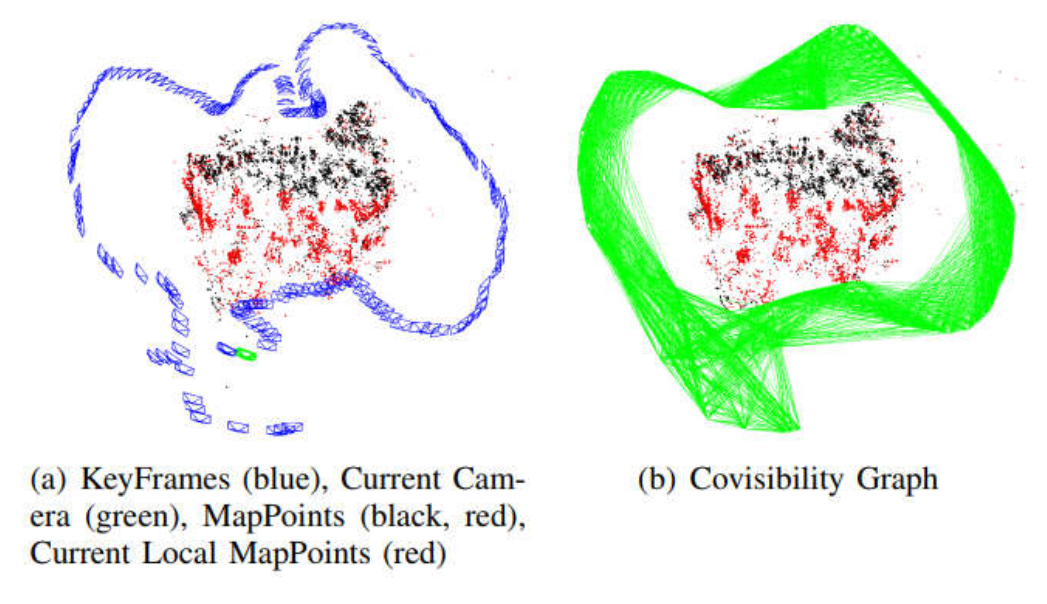 (a) KeyFrames (blue), Current Cam-
era (green), MapPoints (black, red),
Current Local MapPoints (red)
(b) Covisibility Graph